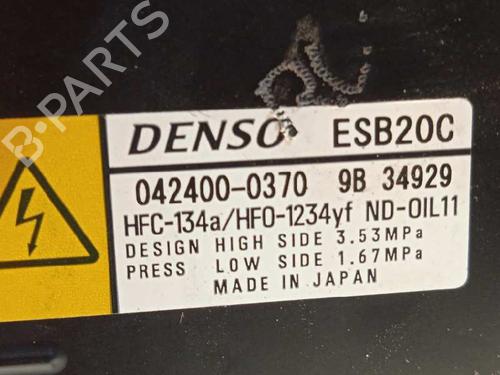 B-PARTS
DENSO ESB20C
042400-0370 9B 34929
HFC-134a/HFO-1234yf ND-OIL11
DESIGN HIGH SIDE 3.53MPa
PRESS LOW SIDE 1.67MPa
MADE IN JAPAN